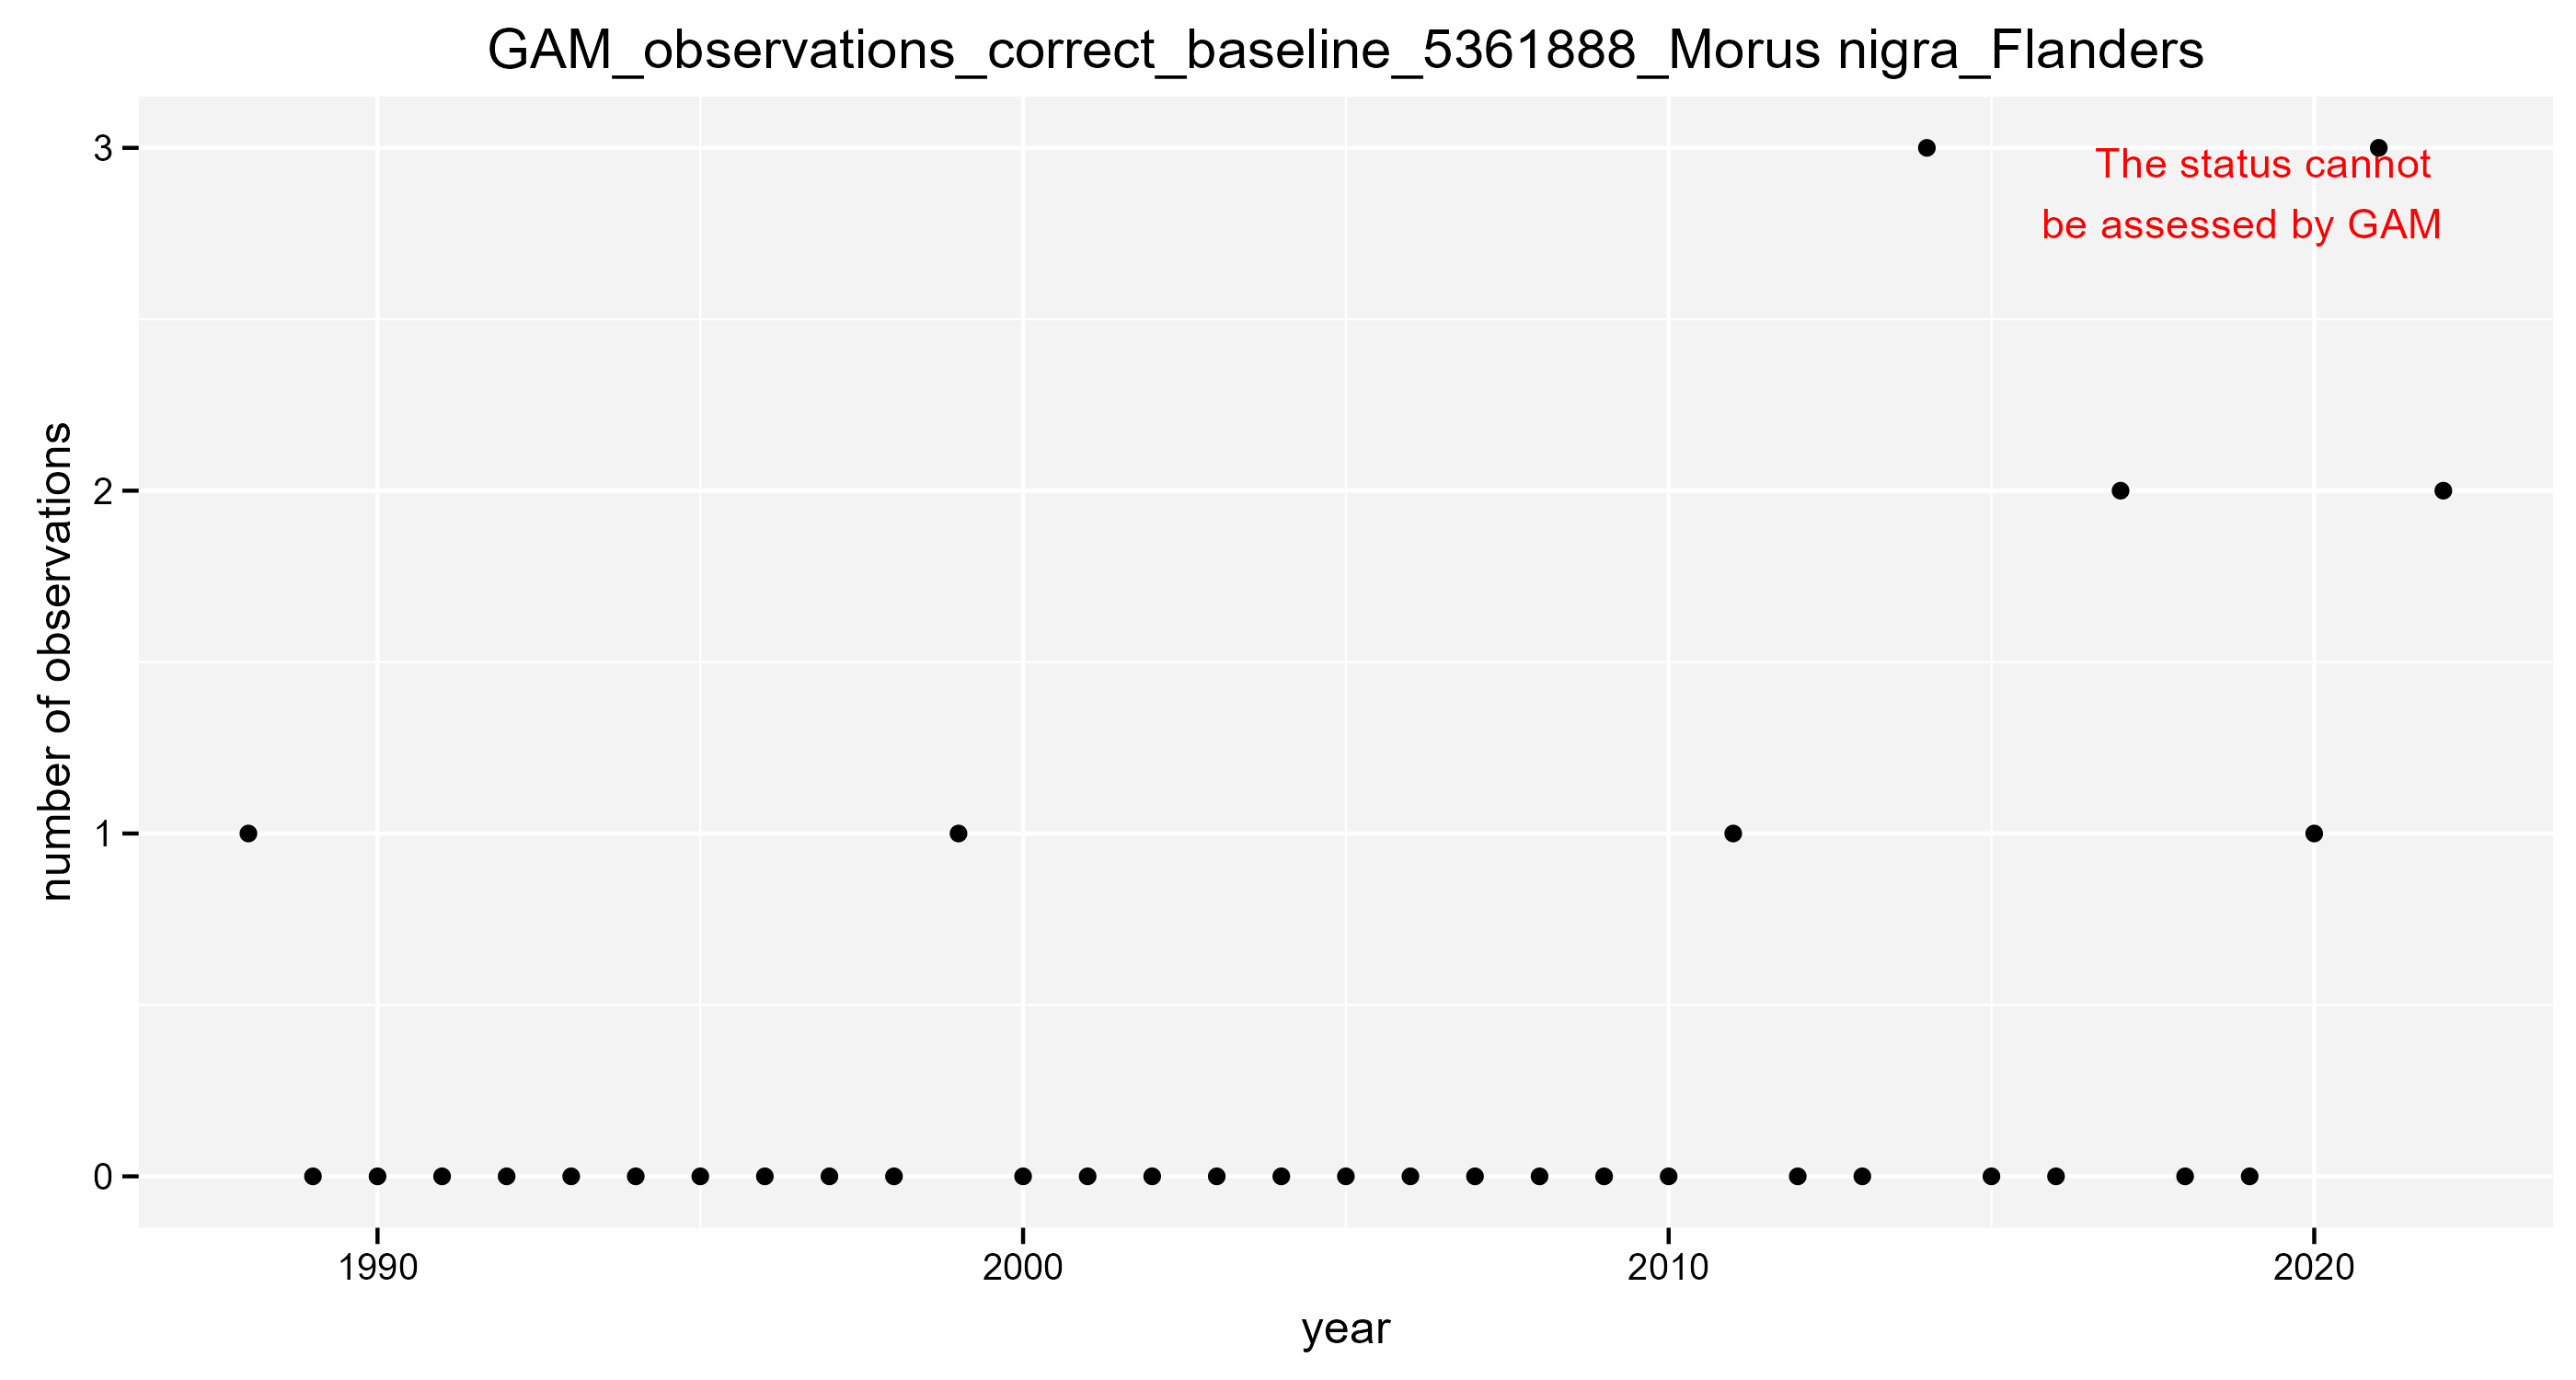 GAM_observations_correct_baseline_5361888_Morus nigra_Flanders
3
The status cannot
be assessed by GAM
2
number of observations
1
0
1990 2000 2010 2020
year